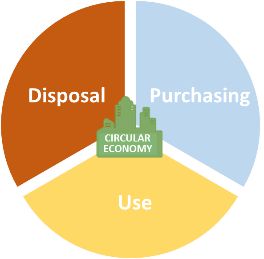 Disposal
Purchasing
CIRCULAR
ECONOMY
Use